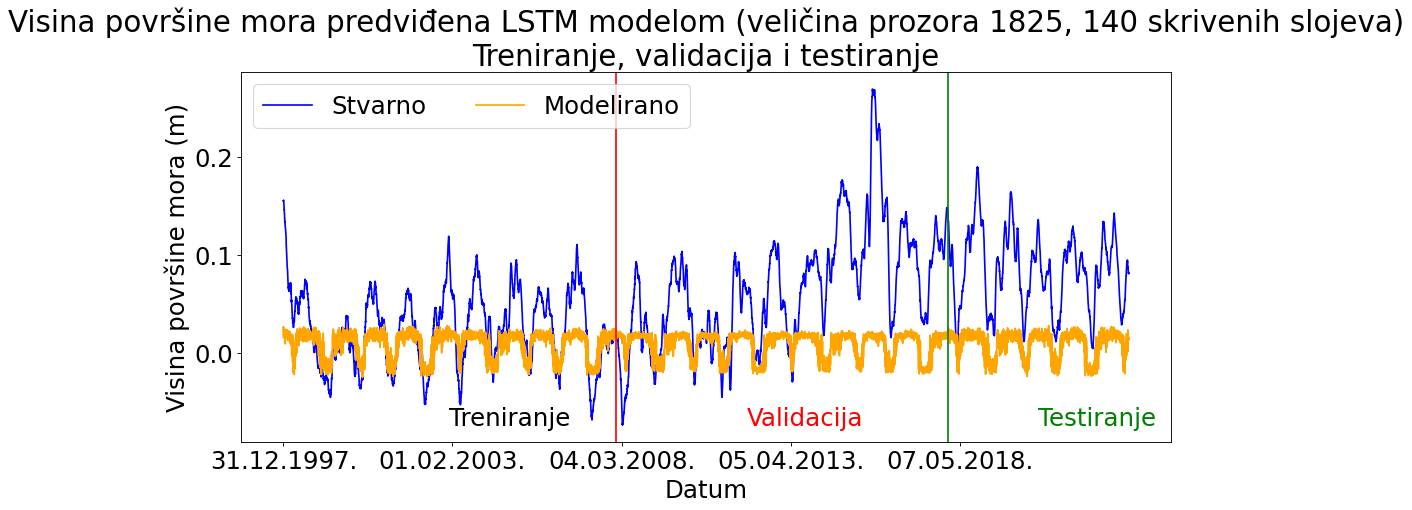 Visina površine mora predviđena LSTM modelom (veličina prozora 1825, 140 skrivenih slojeva)
Treniranje, validacija i testiranje
Stvarno
Modelirano
Visina površine mora (m)
0.2
0.1
0.0
Treniranje
Validacija
Testiranje
31.12.1997.
01.02.2003.
04.03.2008.
05.04.2013.
07.05.2018.
Datum